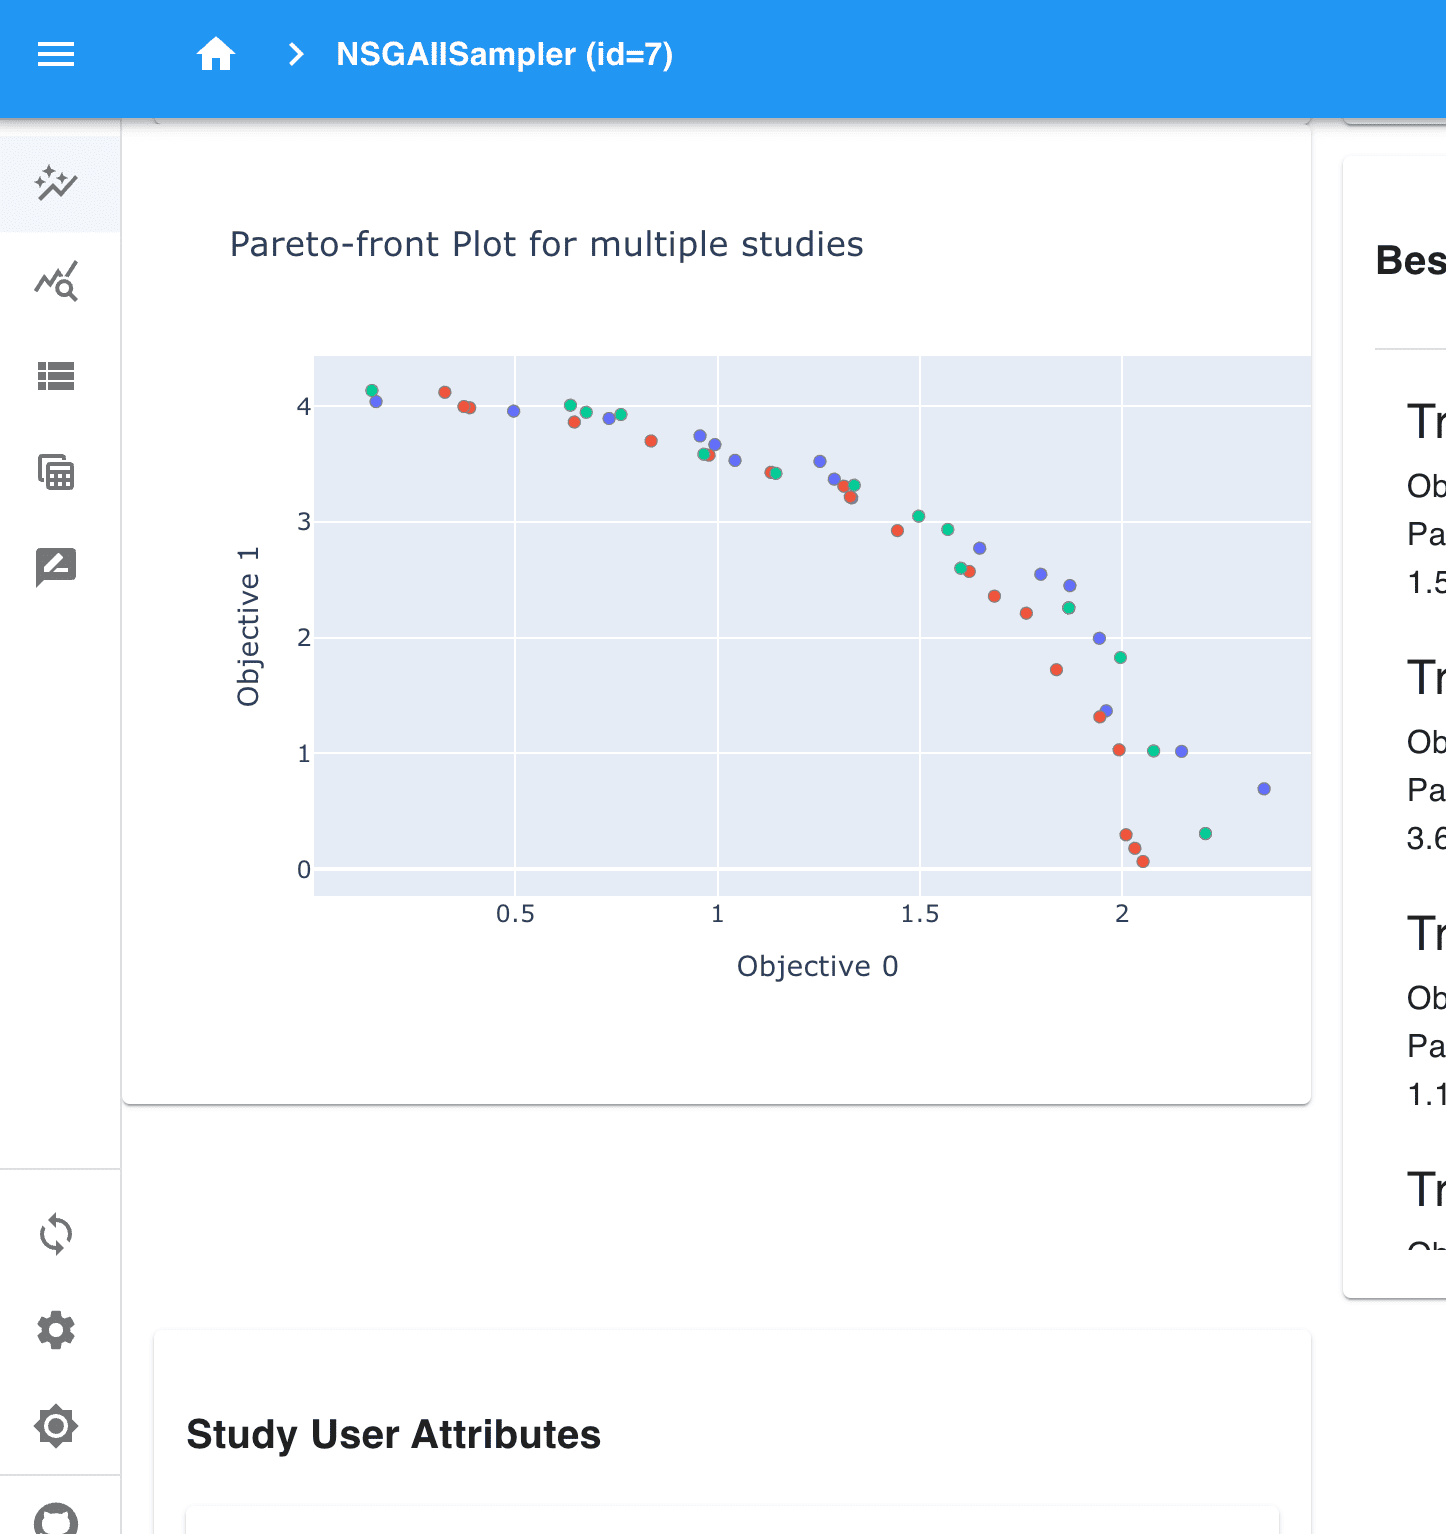 NSGAIISampler (id=7)
Pareto-front Plot for multiple studies
4
3
2
1
0
Objective 1
0.5
1
1.5
2
Objective 0
Study User Attributes
Bes
Tr
Ob
Pa
1.5
Tr
Ob
Pa
3.6
Tr
Ob
Pa
1.1
Tr
Ob